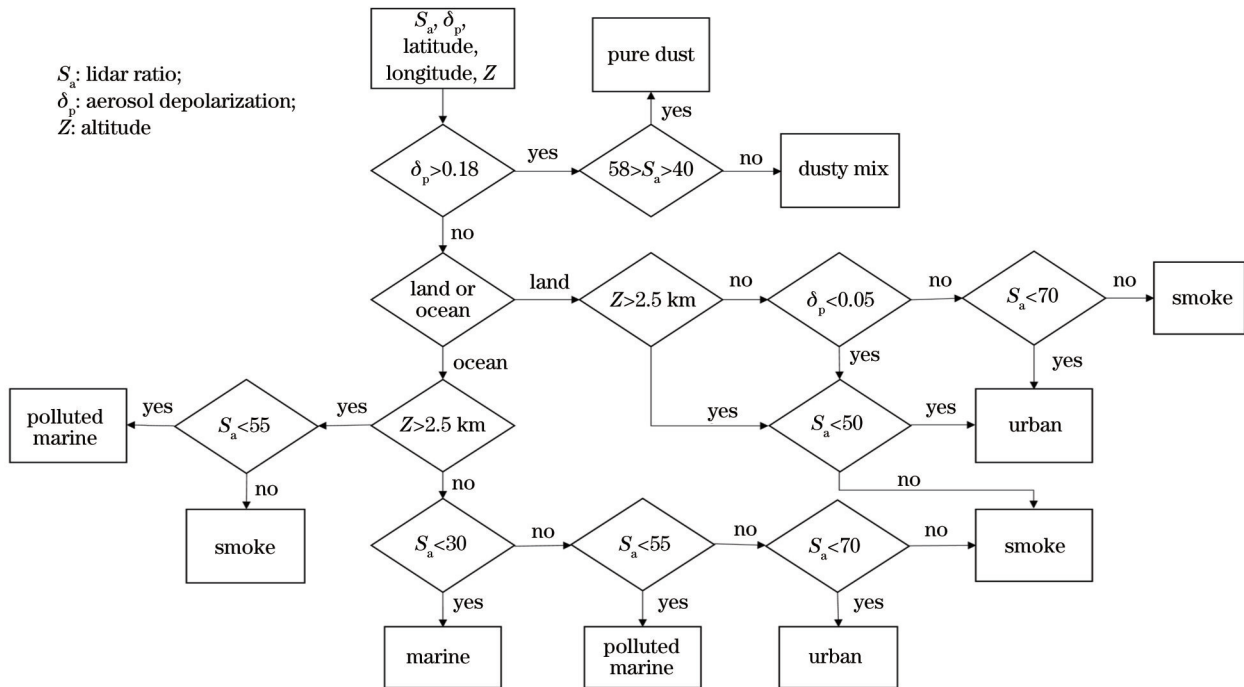 Sa, δp,
latitude,
longitude, Z
Sa: lidar ratio;
δp: aerosol depolarization;
Z: altitude
pure dust
yes
δp>0.18
yes
58>Sa>40
no
dusty mix
no
land or
ocean
land
Z>2.5 km
no
δp<0.05
no
Sa<70
no
smoke
ocean
yes
yes
polluted
marine
yes
Sa<55
yes
Z>2.5 km
yes
Sa<50
yes
urban
no
no
no
smoke
Sa<30
no
Sa<55
no
Sa<70
no
smoke
yes
yes
yes
marine
polluted
marine
urban